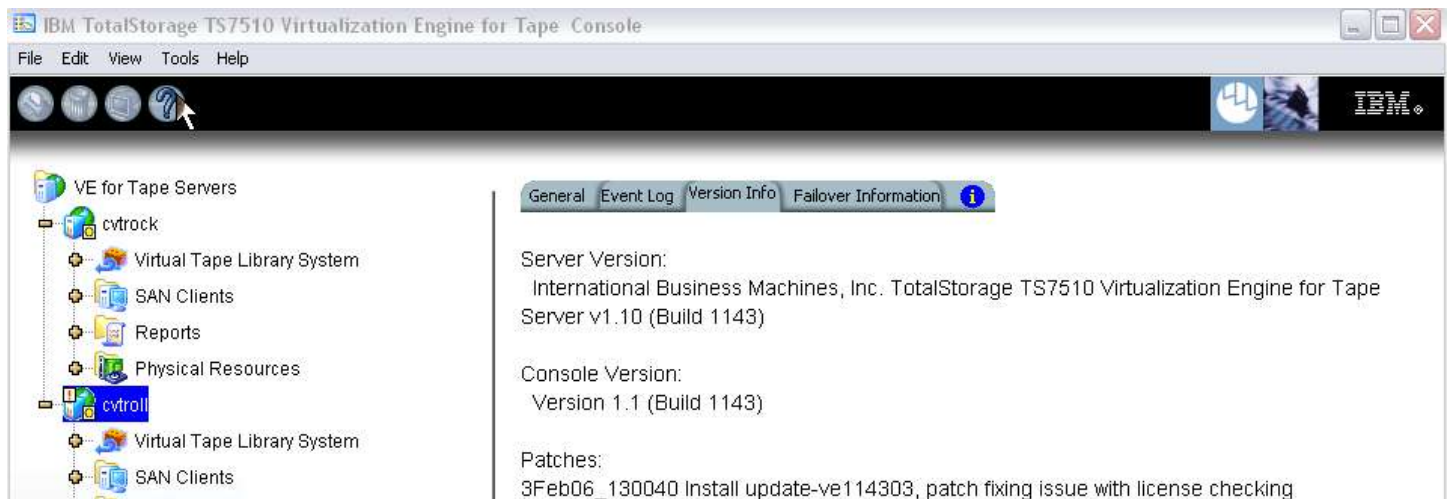 IBM TotalStorage TS7510 Virtualization Engine for Tape Console
File Edit View Tools Help
IBM
VE for Tape Servers
cvtrock
Virtual Tape Library System
SAN Clients
Reports
Physical Resources
cvtroll
Virtual Tape Library System
SAN Clients
General Event Log Version Info Failover Information
Server Version:
International Business Machines, Inc. TotalStorage TS7510 Virtualization Engine for Tape
Server v1.10 (Build 1143)
Console Version:
Version 1.1 (Build 1143)
Patches:
3Feb06_130040 Install update-ve114303, patch fixing issue with license checking